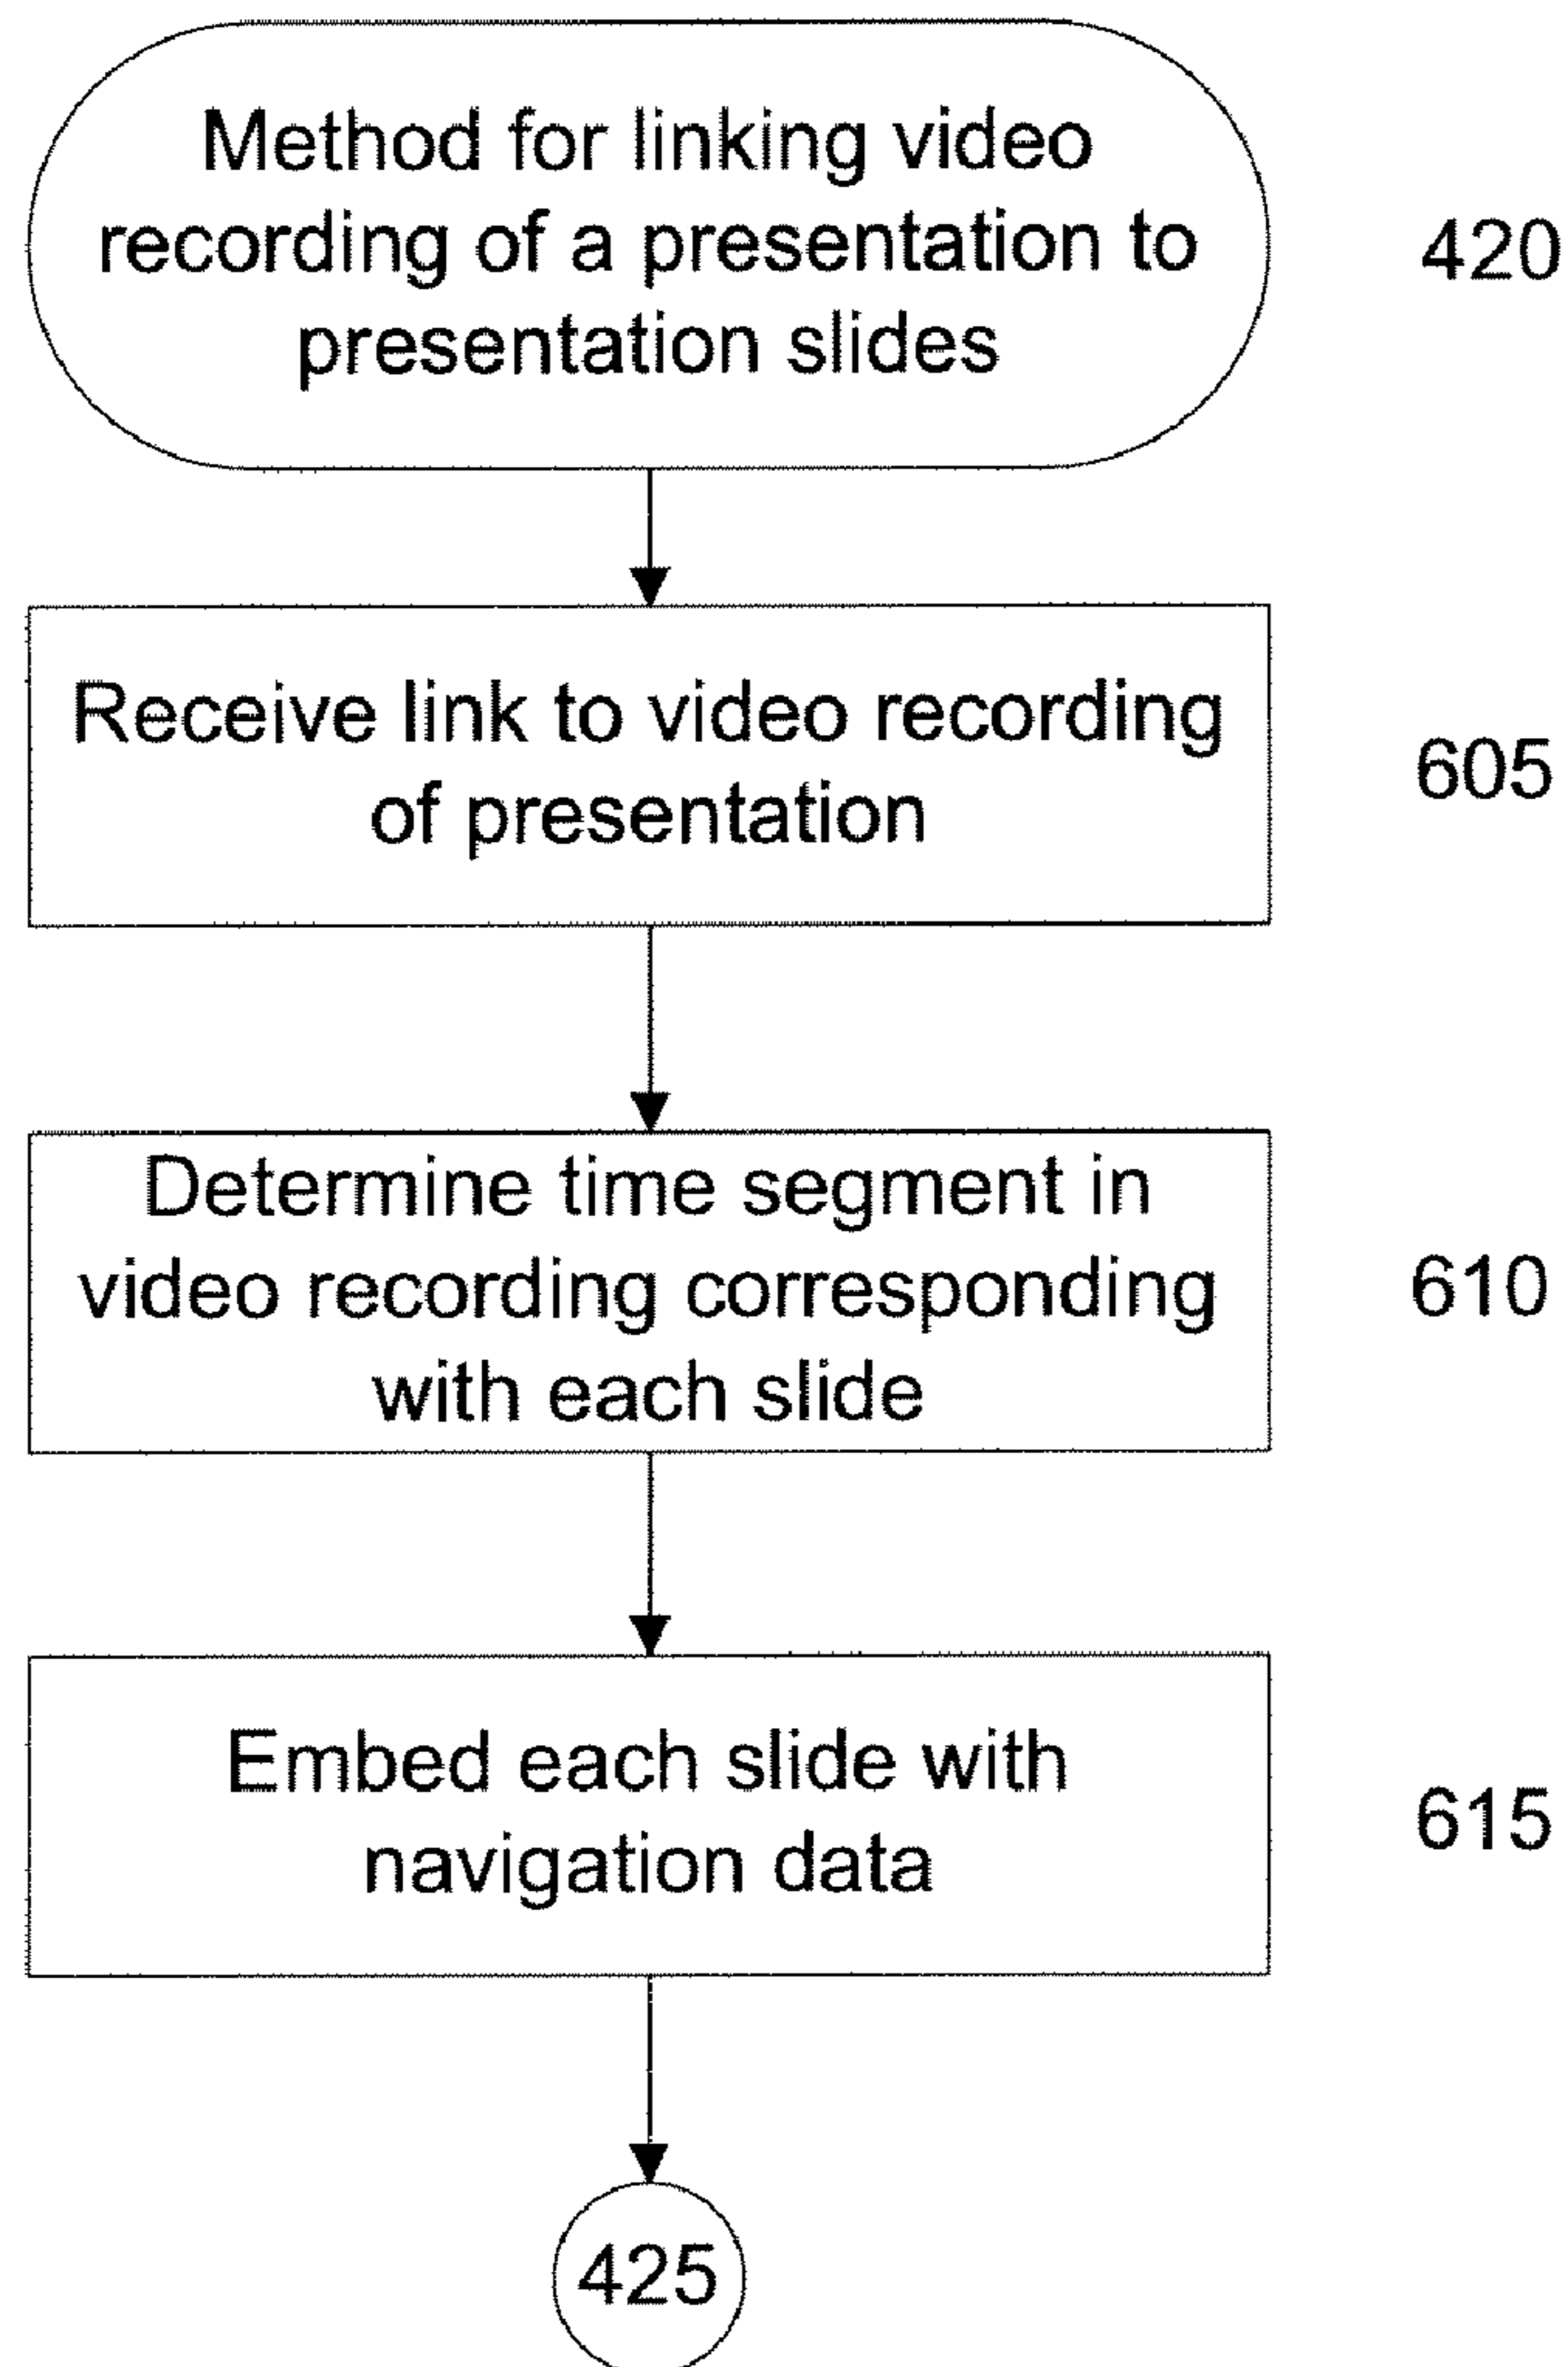 Method for linking video
recording of a presentation to
presentation slides
420
Receive link to video recording
of presentation
605
Determine time segment in
video recording corresponding
with each slide
610
Embed each slide with
navigation data
615
425